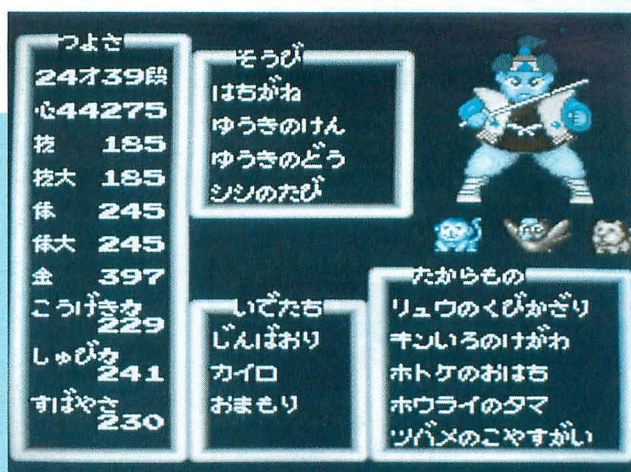 つよさ
24才39段
心44275
技 185
技大 185
体 245
体大 245
金 397
こうげき力
229
しゅび力
241
すばやさ
230
そうび
はちがね
ゆうきのけん
ゆうきのどう
シシのたび
いでたち
じんばおり
カイロ
おまもり
たからもの
リュウのくびかざり
キンいろのけがわ
ホトケのおはち
ホウライのタマ
ツバメのこやすがい